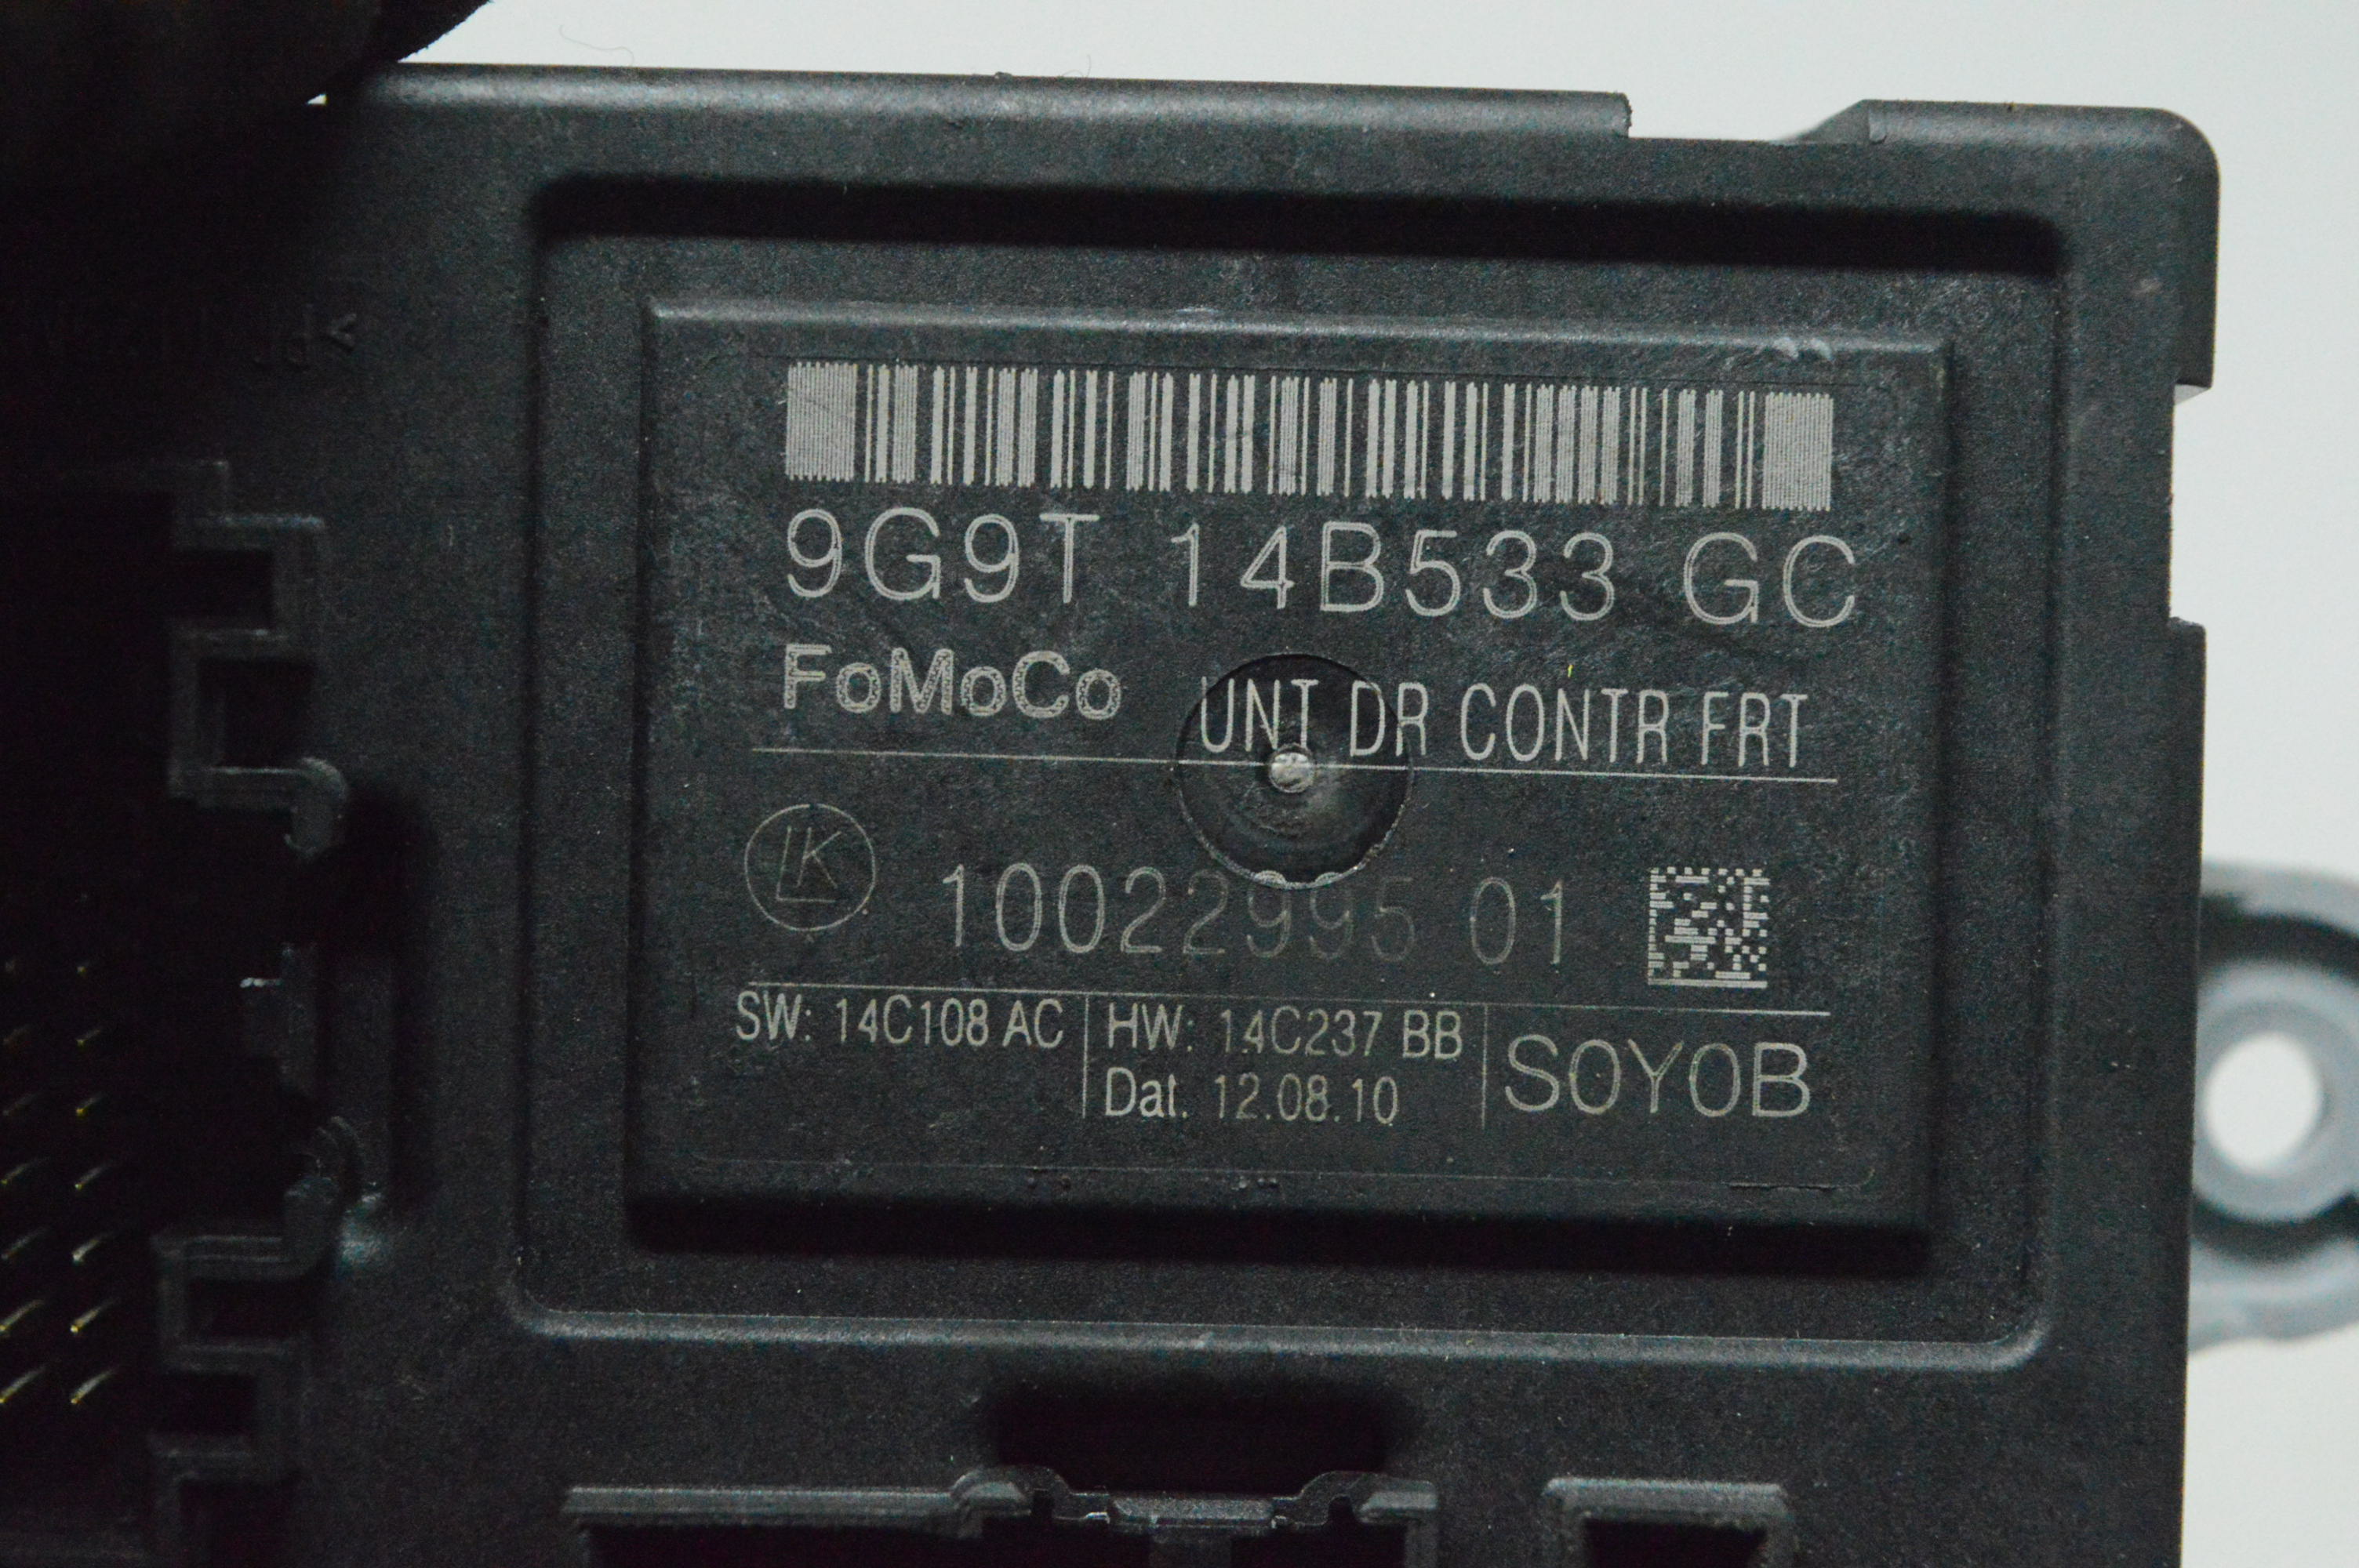 9G9T 14B533 GC
FoMoCo UNT DR CONTR FRT
LK 10022995 01
SW: 14C108 AC HW: 14C237 BB S0Y0B
Dat. 12.08.10